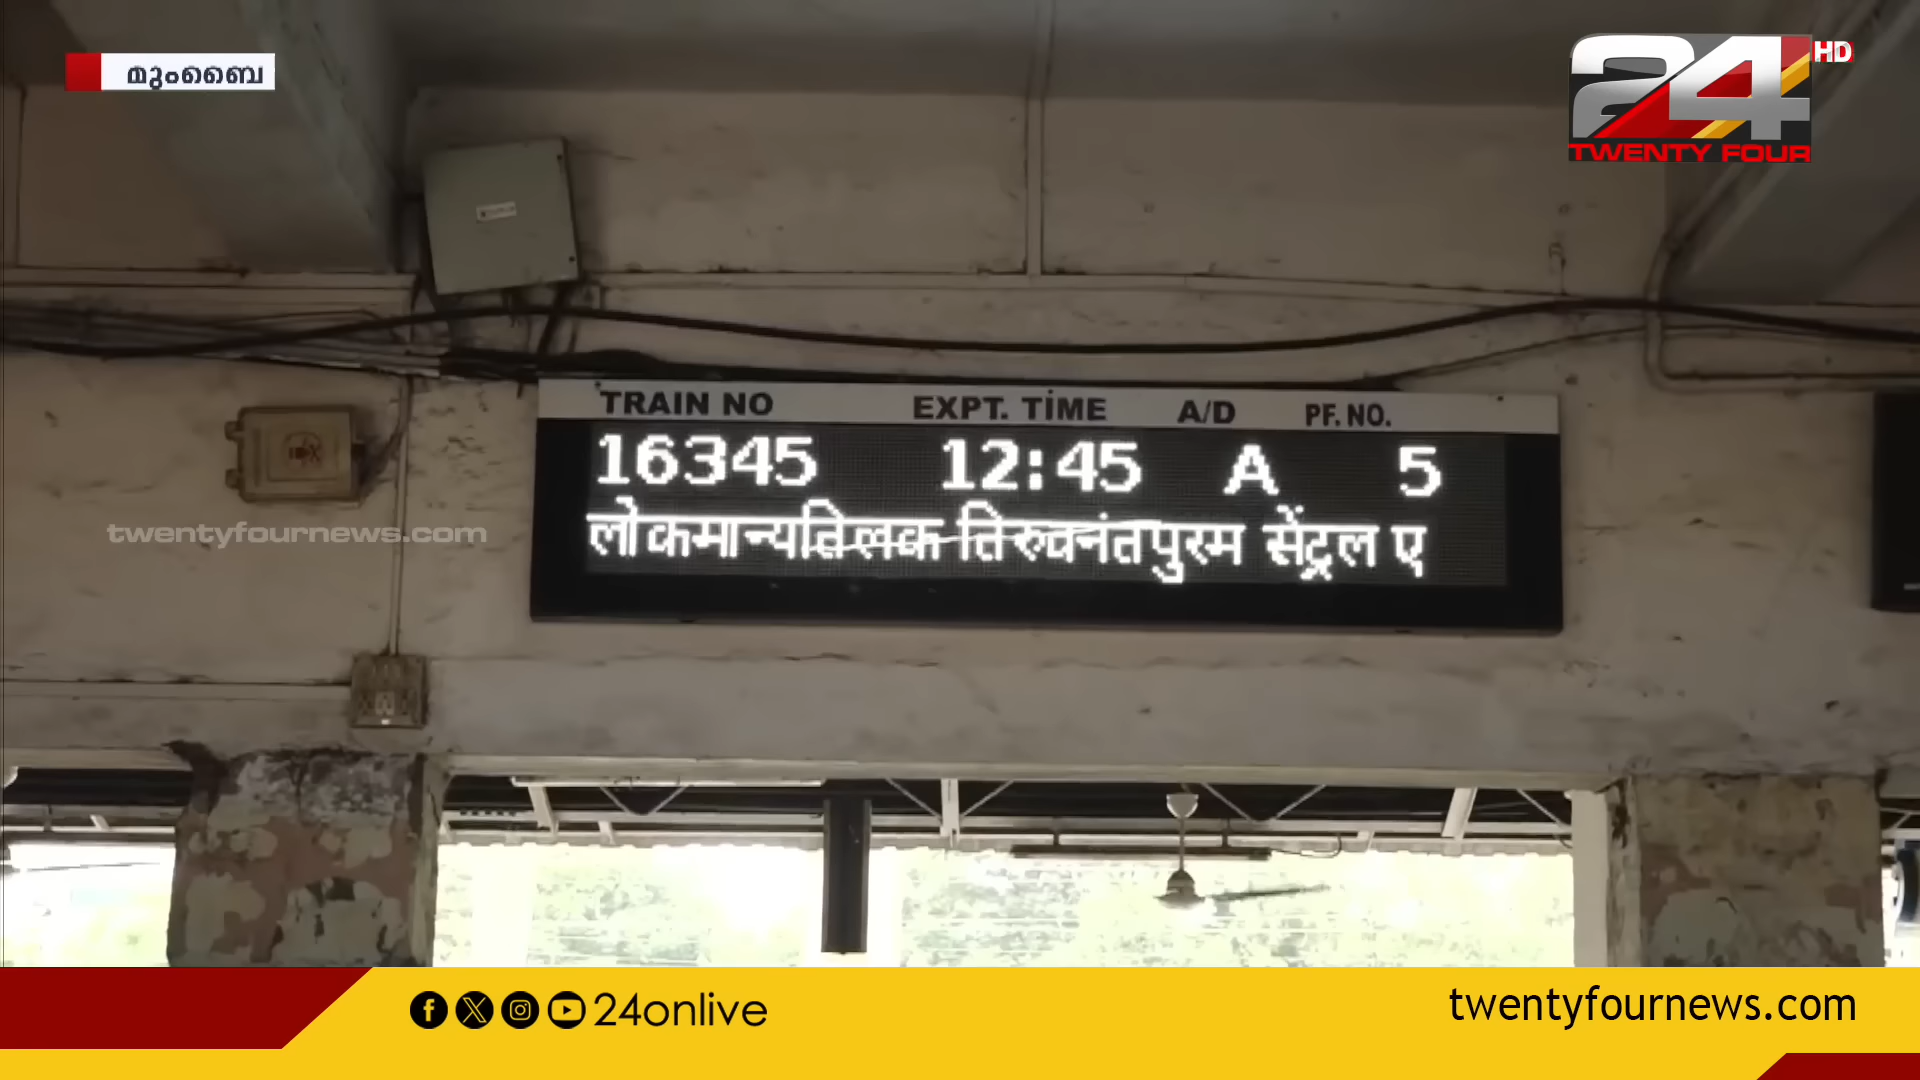 മുംബൈ
24 HD
TWENTY FOUR
TRAIN NO EXPT. TIME A/D PF. NO.
16345 12:45 A 5
लोकमान्यतिलक तिरुवनंतपुरम सेंट्रल ए
twentyfournews.com
24onlive
twentyfournews.com